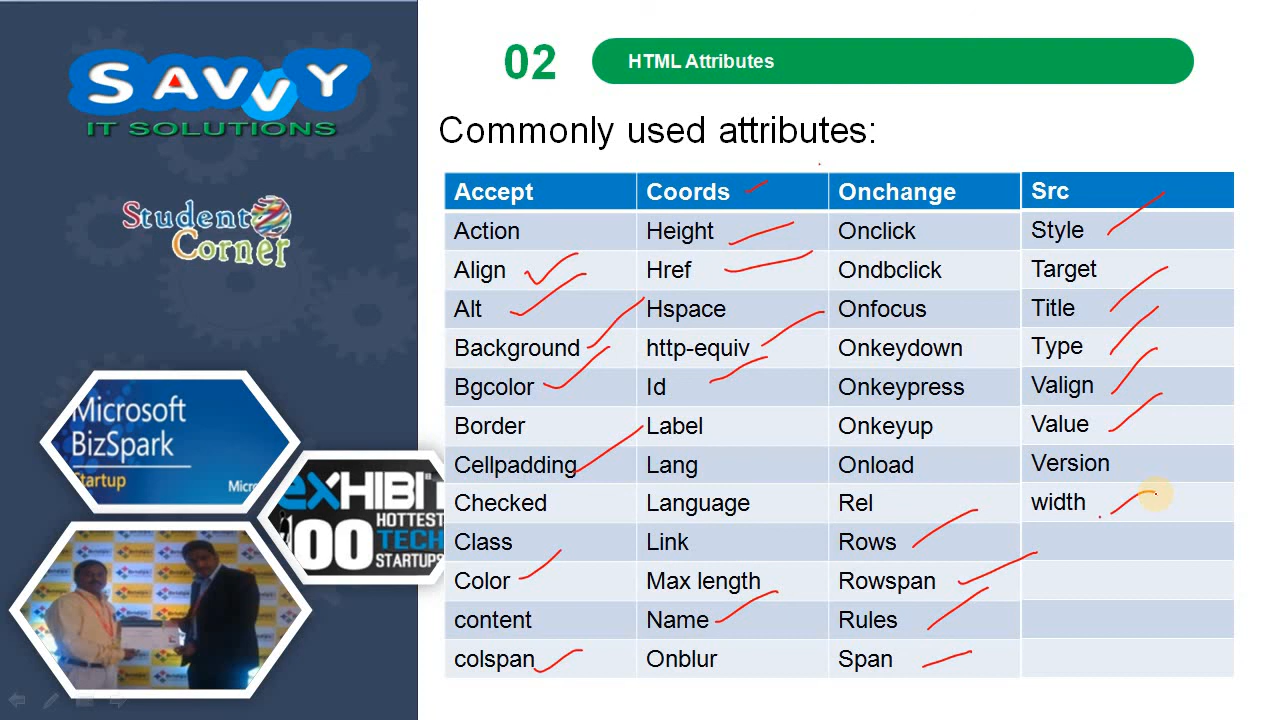 SAVVY
IT SOLUTIONS
Student
Corner
Microsoft
BizSpark
Startup
Micros
EXHIBIT
100
HOTTEST
TECH
STARTUPS
02
HTML Attributes
Commonly used attributes:
Accept Coords Onchange Src
Action Height Onclick Style
Align Href Ondbclick Target
Alt Hspace Onfocus Title
Background http-equiv Onkeydown Type
Bgcolor Id Onkeypress Valign
Border Label Onkeyup Value
Cellpadding Lang Onload Version
Checked Language Rel width
Class Link Rows
Color Max length Rowspan
content Name Rules
colspan Onblur Span